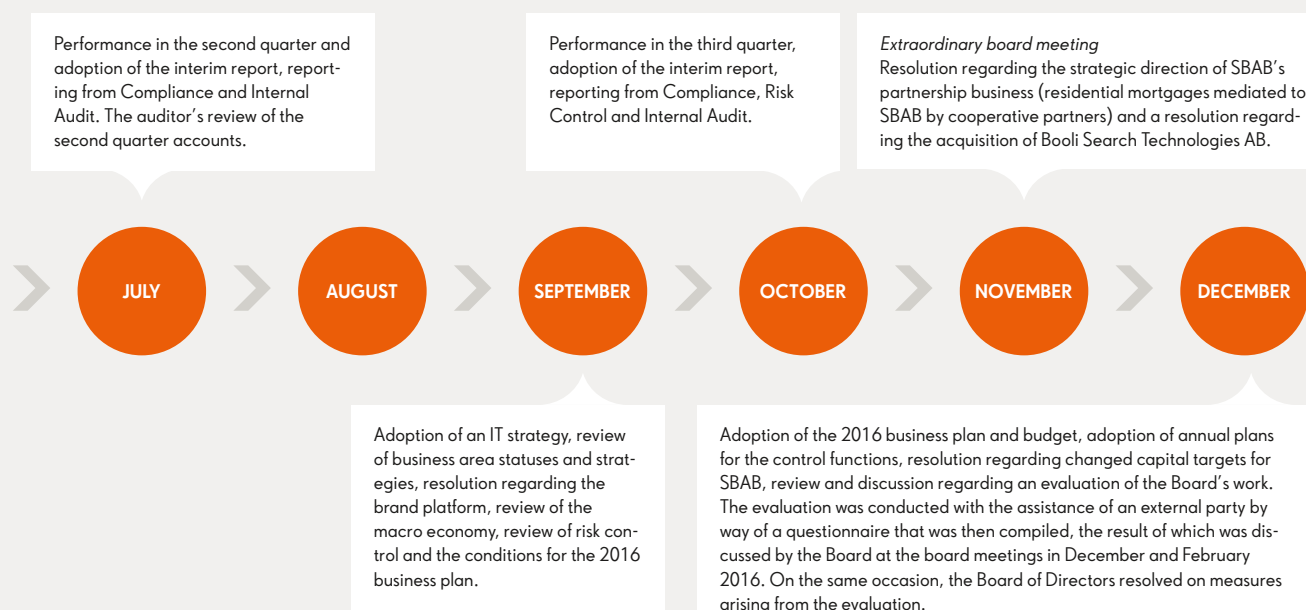 Performance in the second quarter and
adoption of the interim report, report-
ing from Compliance and Internal
Audit. The auditor's review of the
second quarter accounts.
Performance in the third quarter,
adoption of the interim report,
reporting from Compliance, Risk
Control and Internal Audit.
Extraordinary board meeting
Resolution regarding the strategic direction of SBAB's
partnership business (residential mortgages mediated to
SBAB by cooperative partners) and a resolution regard-
ing the acquisition of Booli Search Technologies AB.
JULY
AUGUST
SEPTEMBER
OCTOBER
NOVEMBER
DECEMBER
Adoption of an IT strategy, review
of business area statuses and strat-
egies, resolution regarding the
brand platform, review of the
macro economy, review of risk con-
trol and the conditions for the 2016
business plan.
Adoption of the 2016 business plan and budget, adoption of annual plans
for the control functions, resolution regarding changed capital targets for
SBAB, review and discussion regarding an evaluation of the Board's work.
The evaluation was conducted with the assistance of an external party by
way of a questionnaire that was then compiled, the result of which was dis-
cussed by the Board at the board meetings in December and February
2016. On the same occasion, the Board of Directors resolved on measures
arising from the evaluation.